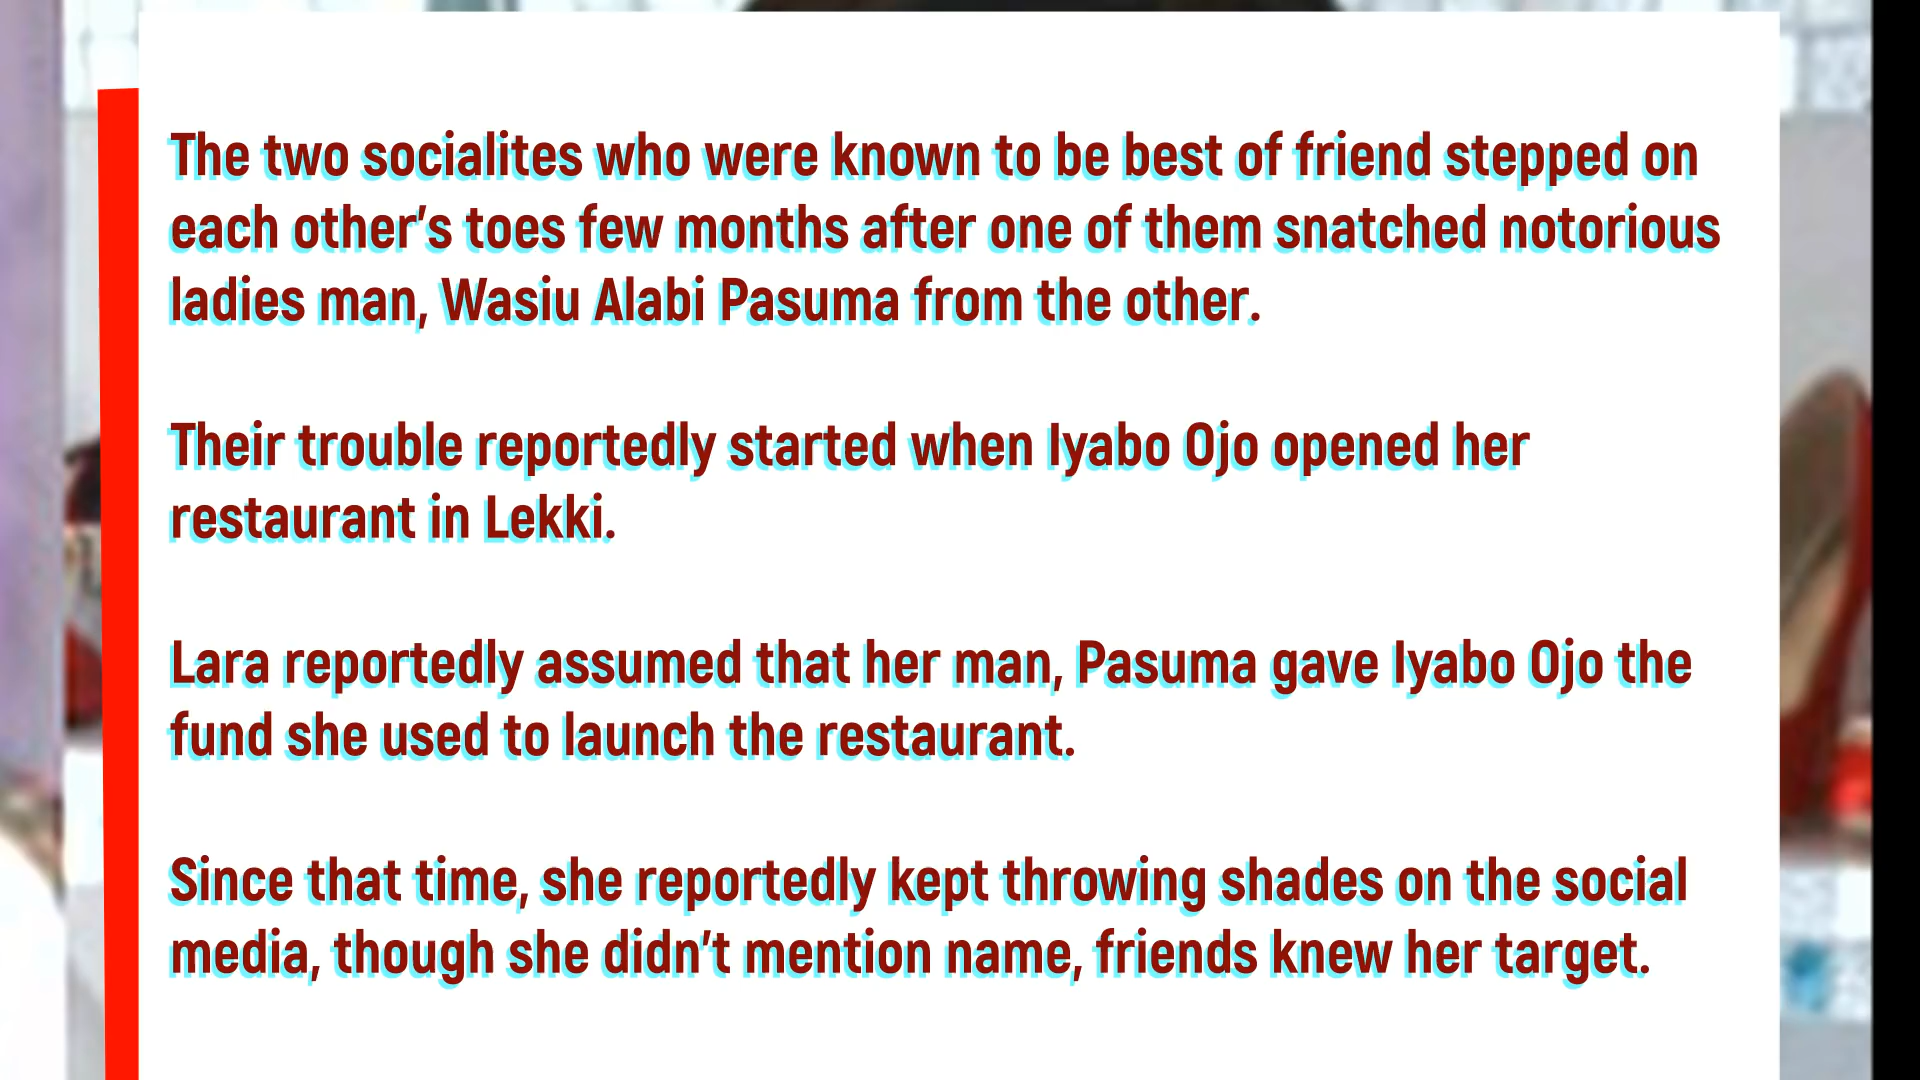 The two socialites who were known to be best of friend stepped on
each other’s toes few months after one of them snatched notorious
ladies man, Wasiu Alabi Pasuma from the other.
Their trouble reportedly started when Iyabo Ojo opened her
restaurant in Lekki.
Lara reportedly assumed that her man, Pasuma gave Iyabo Ojo the
fund she used to launch the restaurant.
Since that time, she reportedly kept throwing shades on the social
media, though she didn’t mention name, friends knew her target.